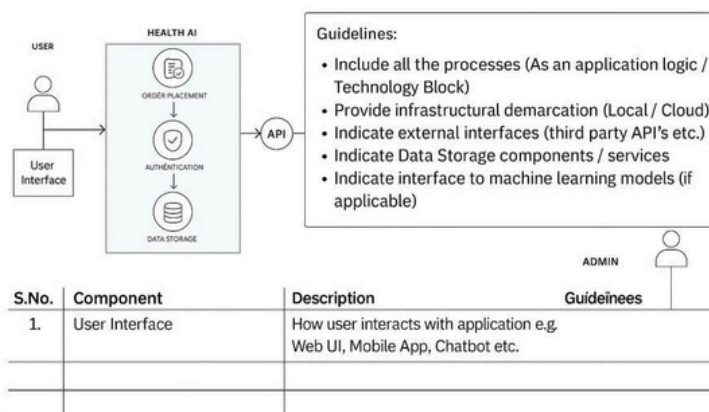 HEALTH AI
USER
User
Interface
ORDER PLACEMENT
AUTHENTICATION
DATA STORAGE
API
Guidelines:
• Include all the processes (As an application logic /
Technology Block)
• Provide infrastructural demarcation (Local / Cloud)
• Indicate external interfaces (third party API's etc.)
• Indicate Data Storage components / services
• Indicate interface to machine learning models (if
applicable)
ADMIN
S.No. Component Description Guideïnees
1. User Interface How user interacts with application e.g.
Web UI, Mobile App, Chatbot etc.